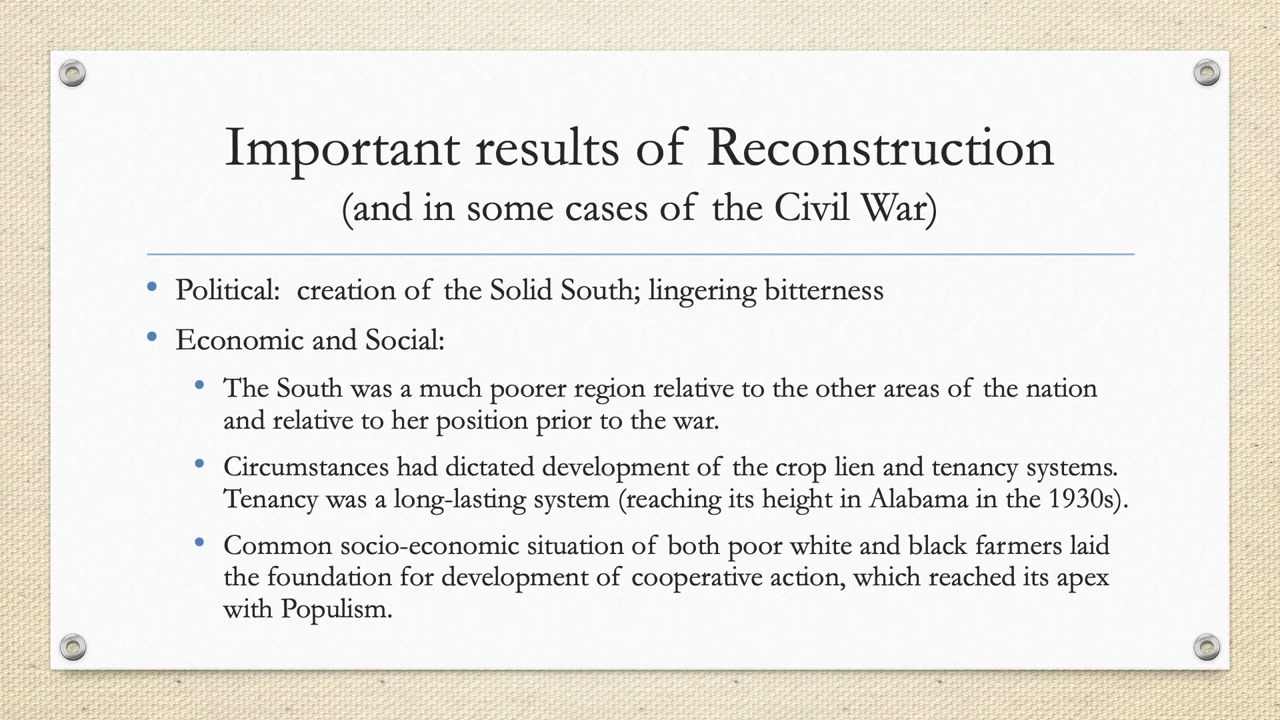 Important results of Reconstruction
(and in some cases of the Civil War)
• Political:  creation of the Solid South; lingering bitterness
• Economic and Social:
• The South was a much poorer region relative to the other areas of the nation
and relative to her position prior to the war.
• Circumstances had dictated development of the crop lien and tenancy systems.
Tenancy was a long-lasting system (reaching its height in Alabama in the 1930s).
• Common socio-economic situation of both poor white and black farmers laid
the foundation for development of cooperative action, which reached its apex
with Populism.